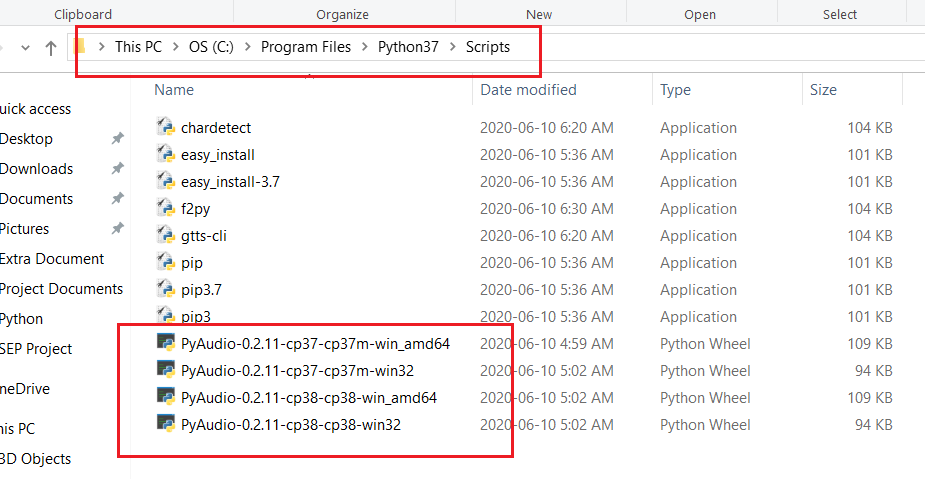 Clipboard Organize New Open Select
This PC > OS (C:) > Program Files > Python37 > Scripts
Name Date modified Type Size
uick access
Desktop
Downloads
Documents
Pictures
Extra Document
Project Documents
Python
SEP Project
neDrive
his PC
3D Objects
chardetect 2020-06-10 6:20 AM Application 104 KB
easy_install 2020-06-10 5:36 AM Application 101 KB
easy_install-3.7 2020-06-10 5:36 AM Application 101 KB
f2py 2020-06-10 6:30 AM Application 104 KB
gtts-cli 2020-06-10 6:20 AM Application 104 KB
pip 2020-06-10 5:36 AM Application 101 KB
pip3.7 2020-06-10 5:36 AM Application 101 KB
pip3 2020-06-10 5:36 AM Application 101 KB
PyAudio-0.2.11-cp37-cp37m-win_amd64 2020-06-10 4:59 AM Python Wheel 109 KB
PyAudio-0.2.11-cp37-cp37m-win32 2020-06-10 5:02 AM Python Wheel 94 KB
PyAudio-0.2.11-cp38-cp38-win_amd64 2020-06-10 5:02 AM Python Wheel 109 KB
PyAudio-0.2.11-cp38-cp38-win32 2020-06-10 5:02 AM Python Wheel 94 KB